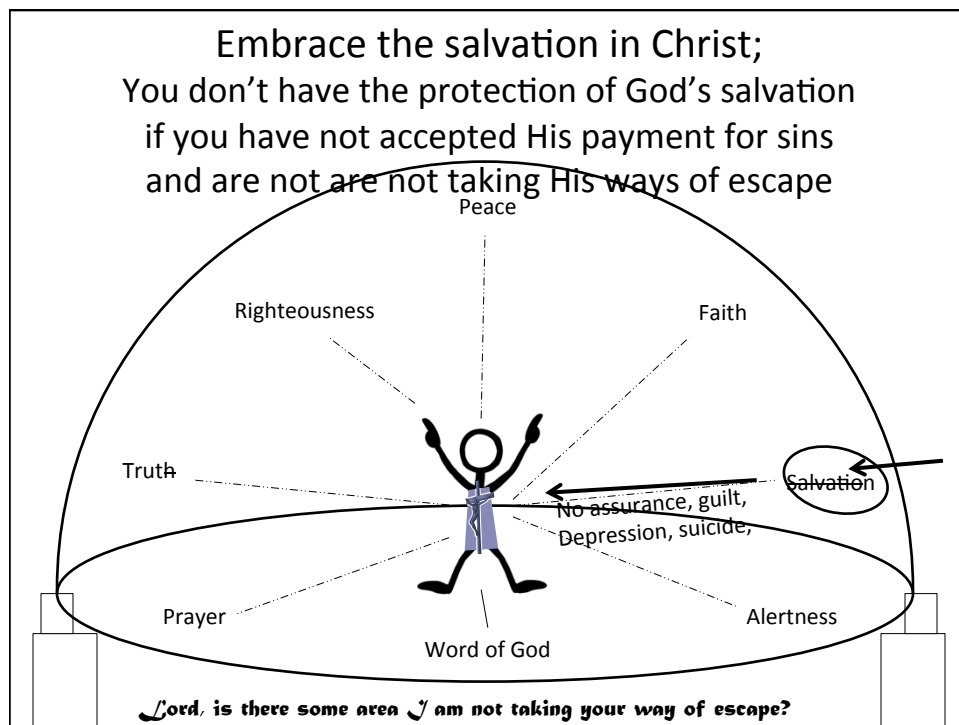 Embrace the salvation in Christ;
You don't have the protection of God's salvation
if you have not accepted His payment for sins
and are not are not taking His ways of escape
Peace
Righteousness
Faith
Truth
Salvation
No assurance, guilt,
Depression, suicide,
Prayer
Alertness
Word of God
Lord, is there some area I am not taking your way of escape?